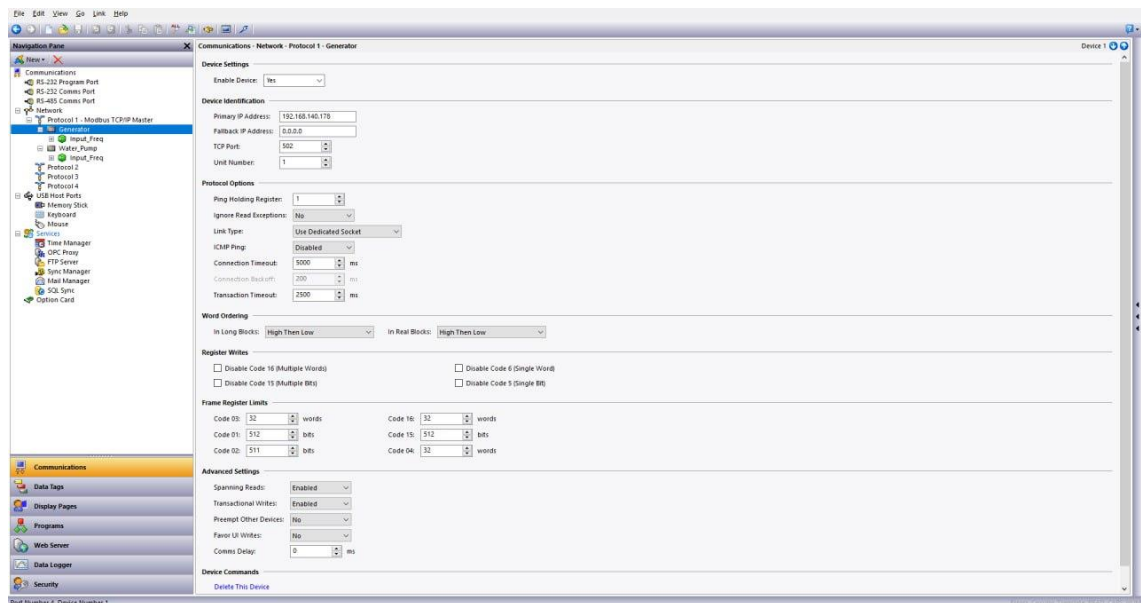 File Edit View Go Link Help
Navigation Pane
Communications - Network - Protocol 1 - Generator
Device 1
New
Communications
RS-232 Program Port
RS-232 Comms Port
RS-485 Comms Port
Network
Protocol 1 - Modbus TCP/IP Master
Generator
Input_Freq
Water_Pump
Input_Freq
Protocol 2
Protocol 3
Protocol 4
USB Host Ports
Memory Stick
Keyboard
Mouse
Services
Time Manager
OPC Proxy
FTP Server
Sync Manager
Mail Manager
SQL Sync
Option Card
Communications
Data Tags
Display Pages
Programs
Web Server
Data Logger
Security
Device Settings
Enable Device: Yes
Device Identification
Primary IP Address: 192.168.140.178
Fallback IP Address: 0.0.0.0
TCP Port: 502
Unit Number: 1
Protocol Options
Ping Holding Register: 1
Ignore Read Exceptions: No
Link Type: Use Dedicated Socket
ICMP Ping: Disabled
Connection Timeout: 5000 ms
Connection Backoff: 200 ms
Transaction Timeout: 2500 ms
Word Ordering
In Long Blocks: High Then Low In Real Blocks: High Then Low
Register Writes
Disable Code 16 (Multiple Words) Disable Code 6 (Single Word)
Disable Code 15 (Multiple Bits) Disable Code 5 (Single Bit)
Frame Register Limits
Code 03: 32 words Code 16: 32 words
Code 01: 512 bits Code 15: 512 bits
Code 02: 511 bits Code 04: 32 words
Advanced Settings
Spanning Reads: Enabled
Transactional Writes: Enabled
Preempt Other Devices: No
Favor UI Writes: No
Comms Delay: 0 ms
Device Commands
Delete This Device
Port Number 4, Device Number 1